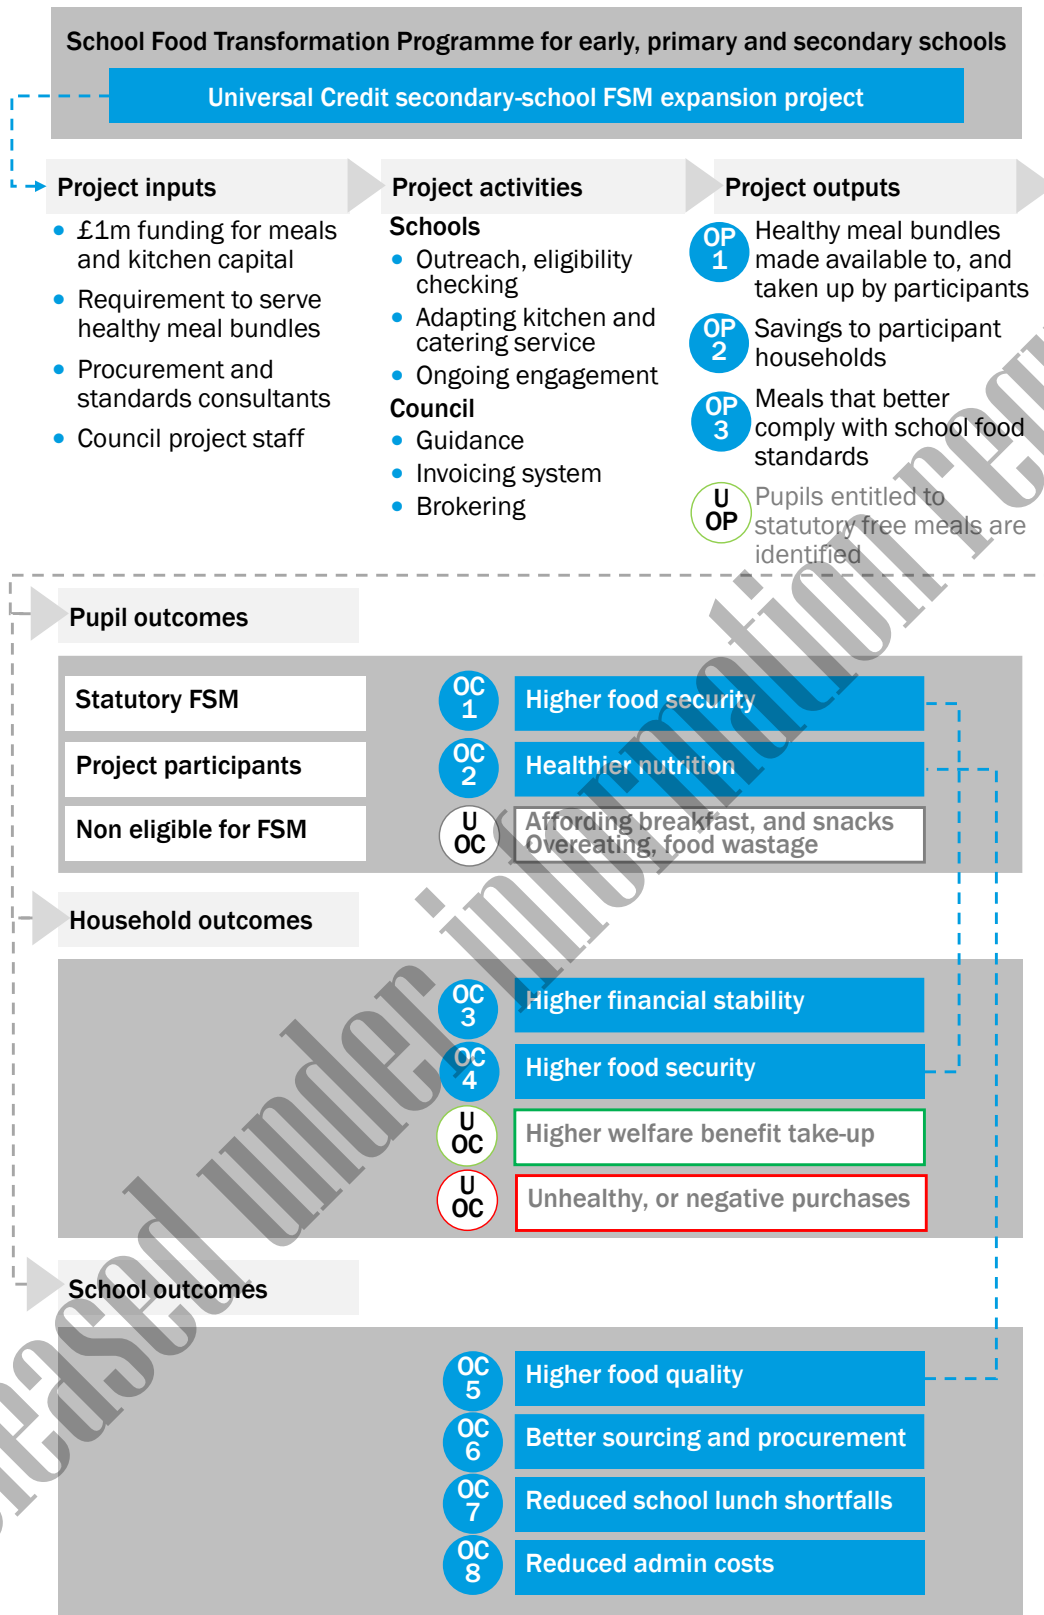 School Food Transformation Programme for early, primary and secondary schools
Universal Credit secondary-school FSM expansion project
Project inputs
£1m funding for meals
and kitchen capital
Requirement to serve
healthy meal bundles
Procurement and
standards consultants
Council project staff
Project activities
Schools
Outreach, eligibility
checking
Adapting kitchen and
catering service
Ongoing engagement
Council
Guidance
Invoicing system
Brokering
Project outputs
OP
1
Healthy meal bundles
made available to, and
taken up by participants
OP
2
Savings to participant
households
OP
3
Meals that better
comply with school food
standards
U
OP
Pupils entitled to
statutory free meals are
identified
Pupil outcomes
Statutory FSM
Project participants
Non eligible for FSM
OC
1
Higher food security
OC
2
Healthier nutrition
U
OC
Affording breakfast, and snacks
Overeating, food wastage
Household outcomes
OC
3
Higher financial stability
OC
4
Higher food security
U
OC
Higher welfare benefit take-up
U
OC
Unhealthy, or negative purchases
School outcomes
OC
5
Higher food quality
OC
6
Better sourcing and procurement
OC
7
Reduced school lunch shortfalls
OC
8
Reduced admin costs
under information